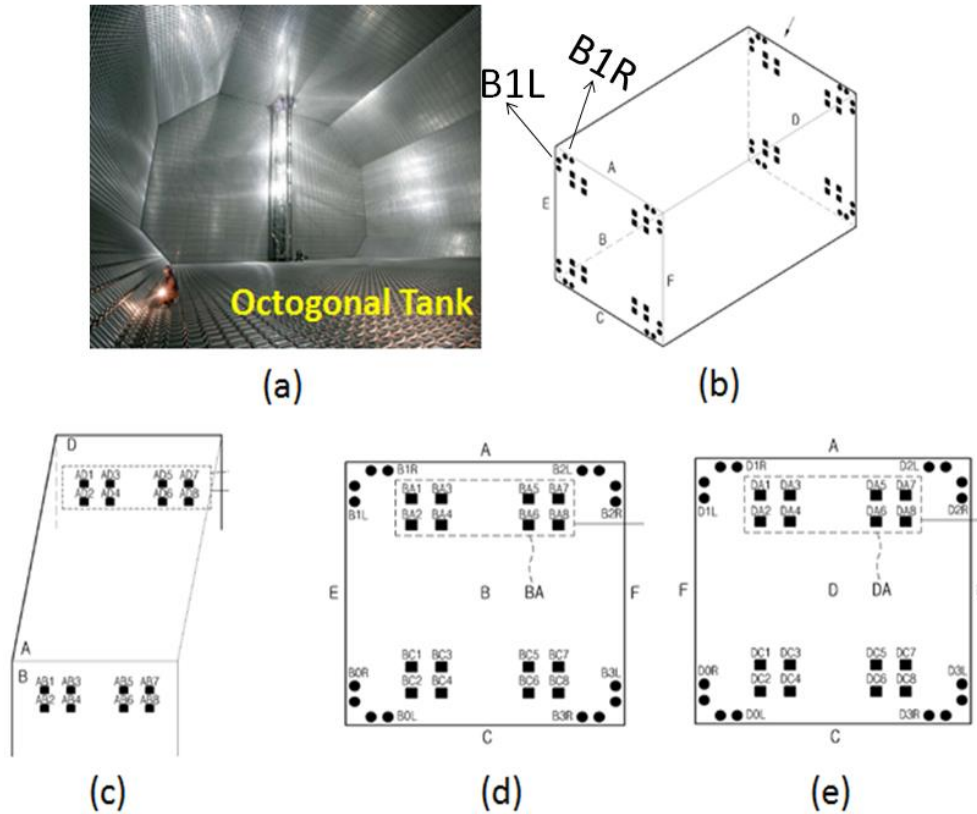 Octogonal Tank
(a)
B1L
B1R
A
D
E
B
F
C
(b)
D
AD1 AD3 AD5 AD7
AD2 AD4 AD6 AD8
A
B
AB1 AB3 AB5 AB7
AB2 AB4 AB6 AB8
(c)
A
B1R B2L
BA1 BA3 BA5 BA7
B1L B2R
BA2 BA4 BA6 BA8
E B BA F
BC1 BC3 BC5 BC7
B0R B3L
BC2 BC4 BC6 BC8
B0L B3R
C
(d)
A
D1R D2L
DA1 DA3 DA5 DA7
D1L D2R
DA2 DA4 DA6 DA8
F D DA E
DC1 DC3 DC5 DC7
D0R D3L
DC2 DC4 DC6 DC8
D0L D3R
C
(e)